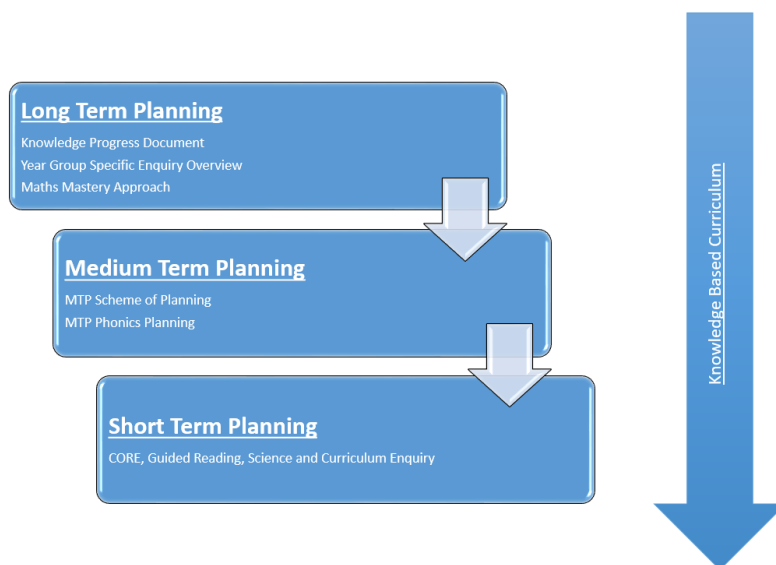 Long Term Planning
Knowledge Progress Document
Year Group Specific Enquiry Overview
Maths Mastery Approach
Medium Term Planning
MTP Scheme of Planning
MTP Phonics Planning
Short Term Planning
CORE, Guided Reading, Science and Curriculum Enquiry
Knowledge Based Curriculum